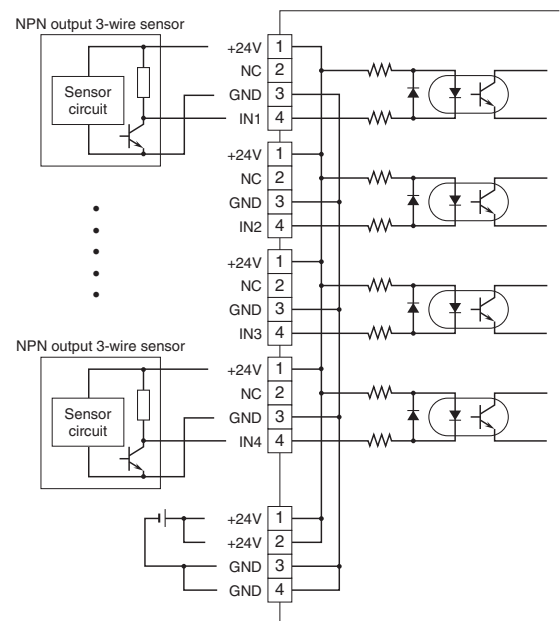 NPN output 3-wire sensor
Sensor
circuit
+24V 1
NC 2
GND 3
IN1 4
+24V 1
NC 2
GND 3
IN2 4
+24V 1
NC 2
GND 3
IN3 4
NPN output 3-wire sensor
Sensor
circuit
+24V 1
NC 2
GND 3
IN4 4
+24V 1
+24V 2
GND 3
GND 4